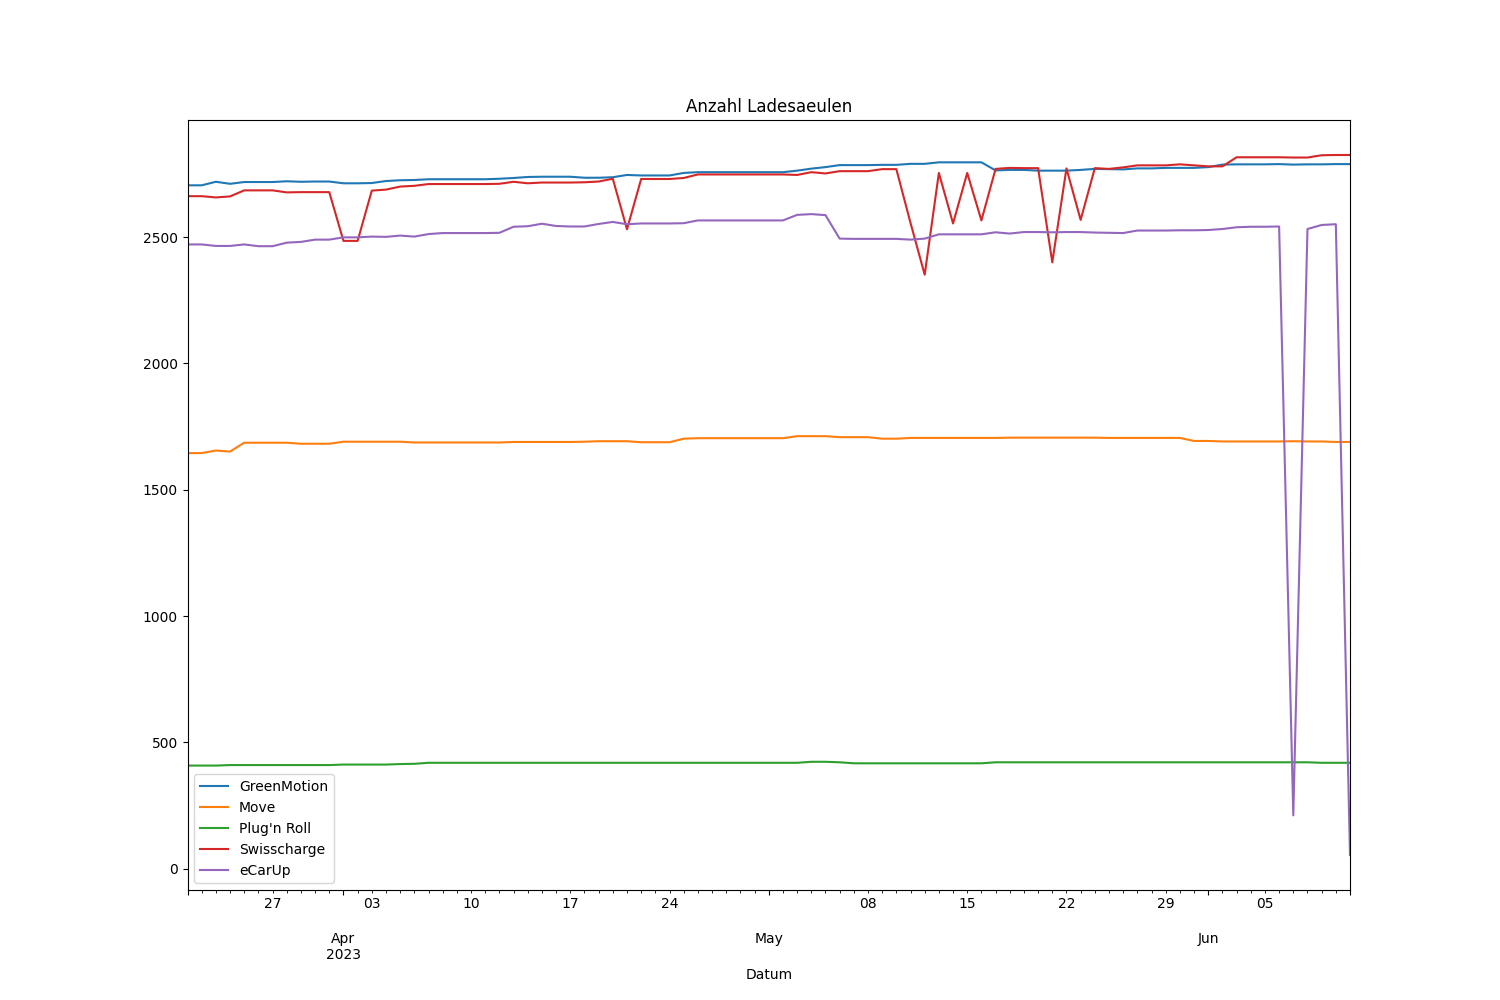 Anzahl Ladesaeulen
2500
2000
1500
1000
500
0
GreenMotion
Move
Plug'n Roll
Swisscharge
eCarUp
27 03 10 17 24 08 15 22 29 05
Apr May Jun
2023
Datum